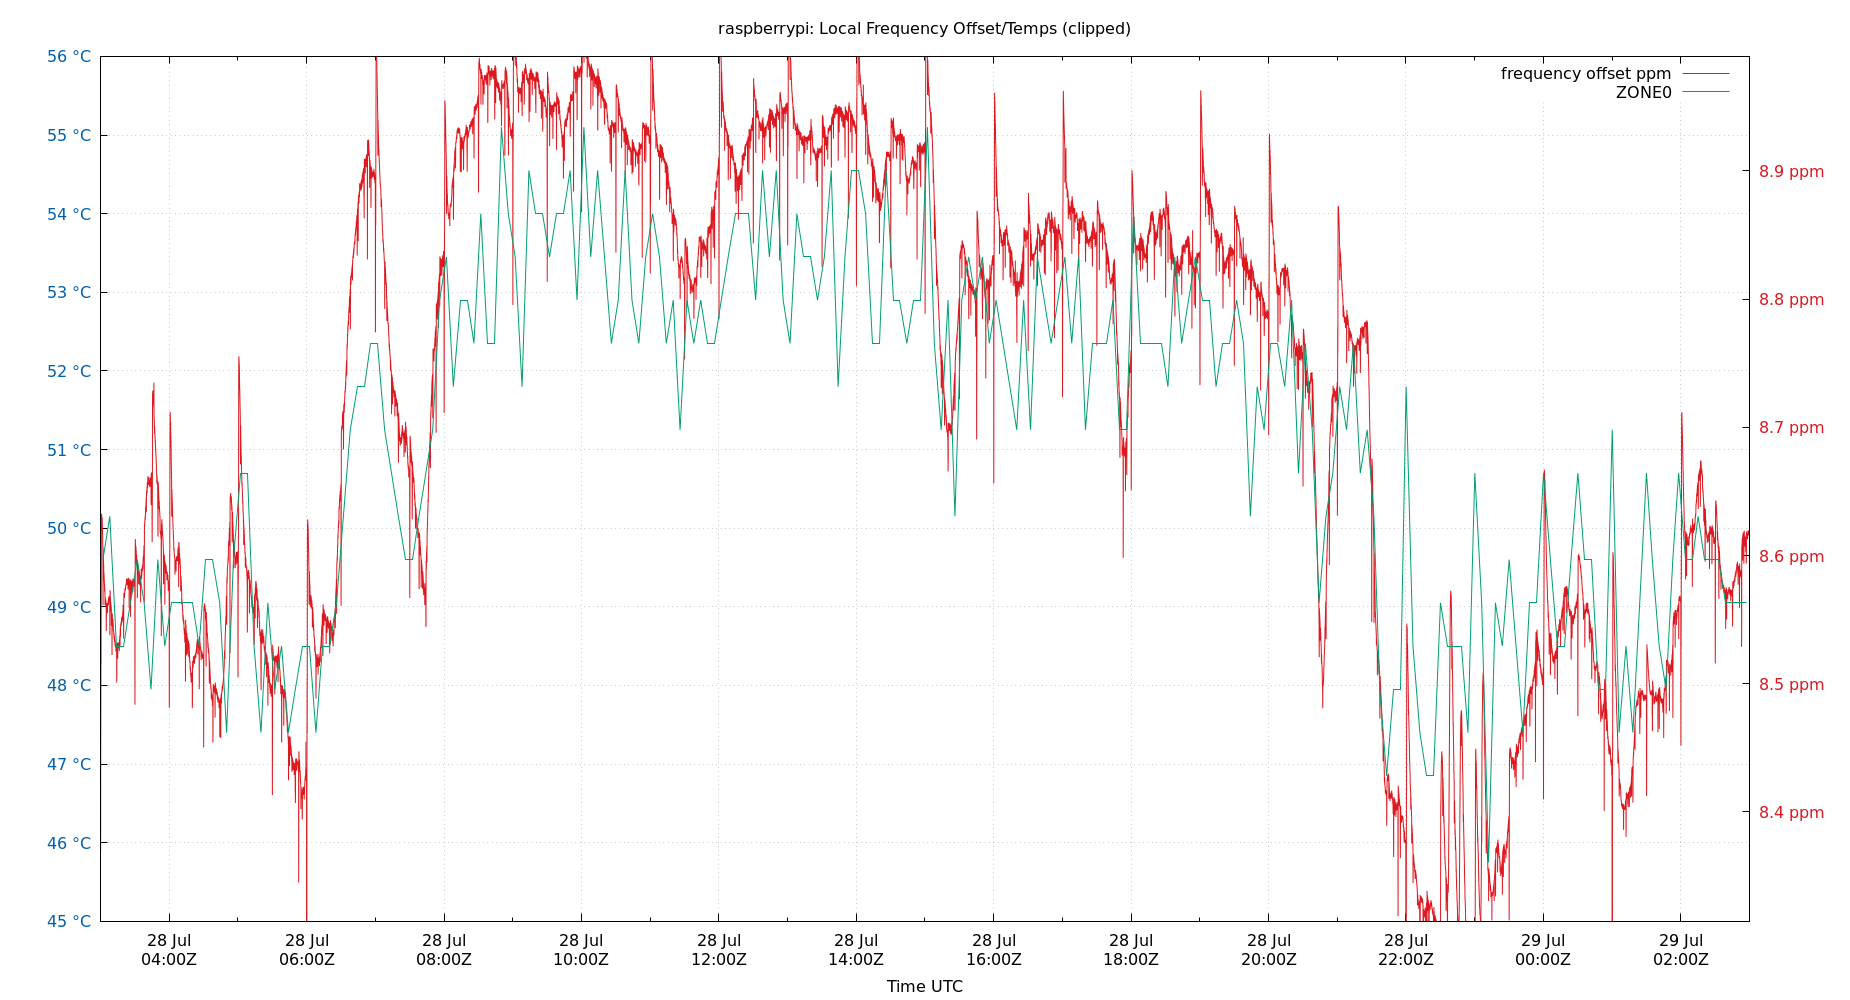 raspberrypi: Local Frequency Offset/Temps (clipped)
56 °C
55 °C
54 °C
53 °C
52 °C
51 °C
50 °C
49 °C
48 °C
47 °C
46 °C
45 °C
frequency offset ppm
ZONE0
8.9 ppm
8.8 ppm
8.7 ppm
8.6 ppm
8.5 ppm
8.4 ppm
28 Jul 28 Jul 28 Jul 28 Jul 28 Jul 28 Jul 28 Jul 28 Jul 28 Jul 28 Jul 29 Jul 29 Jul
04:00Z 06:00Z 08:00Z 10:00Z 12:00Z 14:00Z 16:00Z 18:00Z 20:00Z 22:00Z 00:00Z 02:00Z
Time UTC